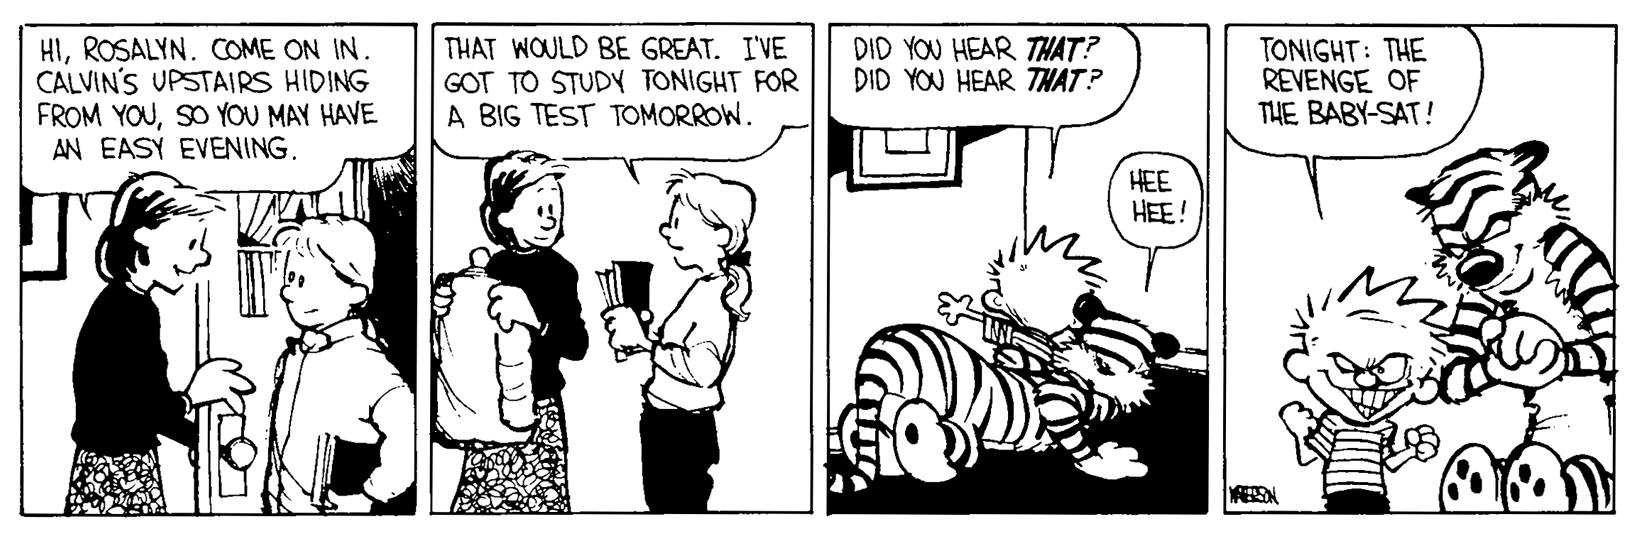 HI, ROSALYN. COME ON IN.
CALVIN'S UPSTAIRS HIDING
FROM YOU, SO YOU MAY HAVE
AN EASY EVENING.
THAT WOULD BE GREAT. I'VE
GOT TO STUDY TONIGHT FOR
A BIG TEST TOMORROW.
DID YOU HEAR THAT?
DID YOU HEAR THAT?
HEE
HEE!
TONIGHT: THE
REVENGE OF
THE BABY-SAT!
WATTERSON